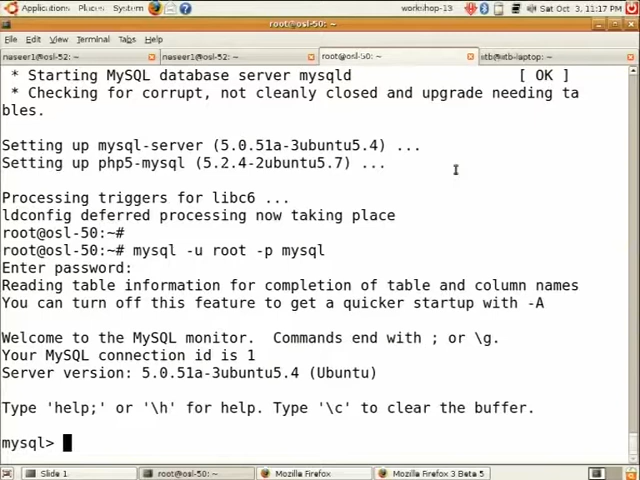 Applications Places System workshop-13 Sat Oct 3, 11:17 PM
root@osl-50: ~
File Edit View Terminal Tabs Help
naseer1@osl-52: ~ naseer1@osl-52: ~ root@osl-50: ~ stb@stb-laptop: ~
* Starting MySQL database server mysqld [ OK ]
* Checking for corrupt, not cleanly closed and upgrade needing ta
bles.
Setting up mysql-server (5.0.51a-3ubuntu5.4) ...
Setting up php5-mysql (5.2.4-2ubuntu5.7) ...
Processing triggers for libc6 ...
ldconfig deferred processing now taking place
root@osl-50:~#
root@osl-50:~# mysql -u root -p mysql
Enter password:
Reading table information for completion of table and column names
You can turn off this feature to get a quicker startup with -A
Welcome to the MySQL monitor.  Commands end with ; or \g.
Your MySQL connection id is 1
Server version: 5.0.51a-3ubuntu5.4 (Ubuntu)
Type 'help;' or '\h' for help. Type '\c' to clear the buffer.
mysql>
Slide 1 root@osl-50: ~ Mozilla Firefox Mozilla Firefox 3 Beta 5